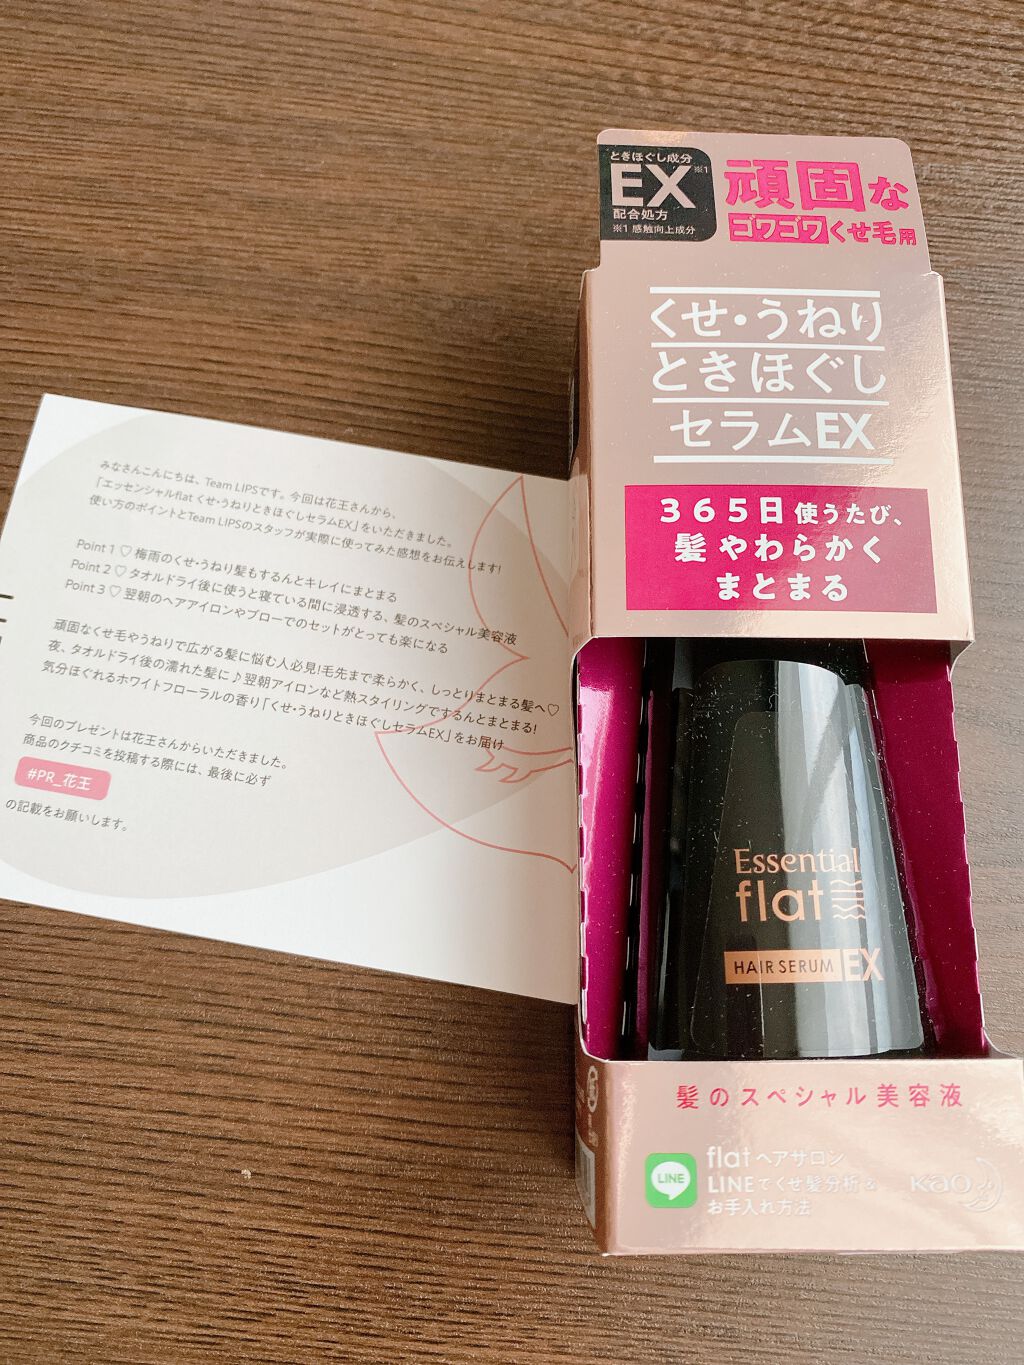 みなさんこんにちは、Team LIPSです。今回は花王さんから、
「エッセンシャルflat くせ・うねりときほぐしセラムEX」をいただきました。
使い方のポイントとTeam LIPSのスタッフが実際に使ってみた感想をお伝えします!
Point 1 ♡ 梅雨のくせ・うねり髪もするんとキレイにまとまる
Point 2 ♡ タオルドライ後に使うと寝ている間に浸透する、髪のスペシャル美容液
Point 3 ♡ 翌朝のヘアアイロンやブローでのセットがとっても楽になる
頑固なくせ毛やうねりで広がる髪に悩む人必見!毛先まで柔らかく、しっとりまとまる髪へ♡
夜、タオルドライ後の濡れた髪に♪翌朝アイロンなど熱スタイリングでするんとまとまる!
気分ほぐれるホワイトフローラルの香り「くせ・うねりときほぐしセラムEX」をお届け
今回のプレゼントは花王さんからいただきました。
商品のクチコミを投稿する際には、最後に必ず
#PR_花王
の記載をお願いします。
ときほぐし成分
EX※1
配合処方
※1 感触向上成分
頑固な
ゴワゴワくせ毛用
くせ・うねり
ときほぐし
セラムEX
365日使うたび、
髪やわらかく
まとまる
Essential
flat
HAIR SERUM EX
髪のスペシャル美容液
LINE
flat ヘアサロン
LINEでくせ髪分析&
お手入れ方法
Kao